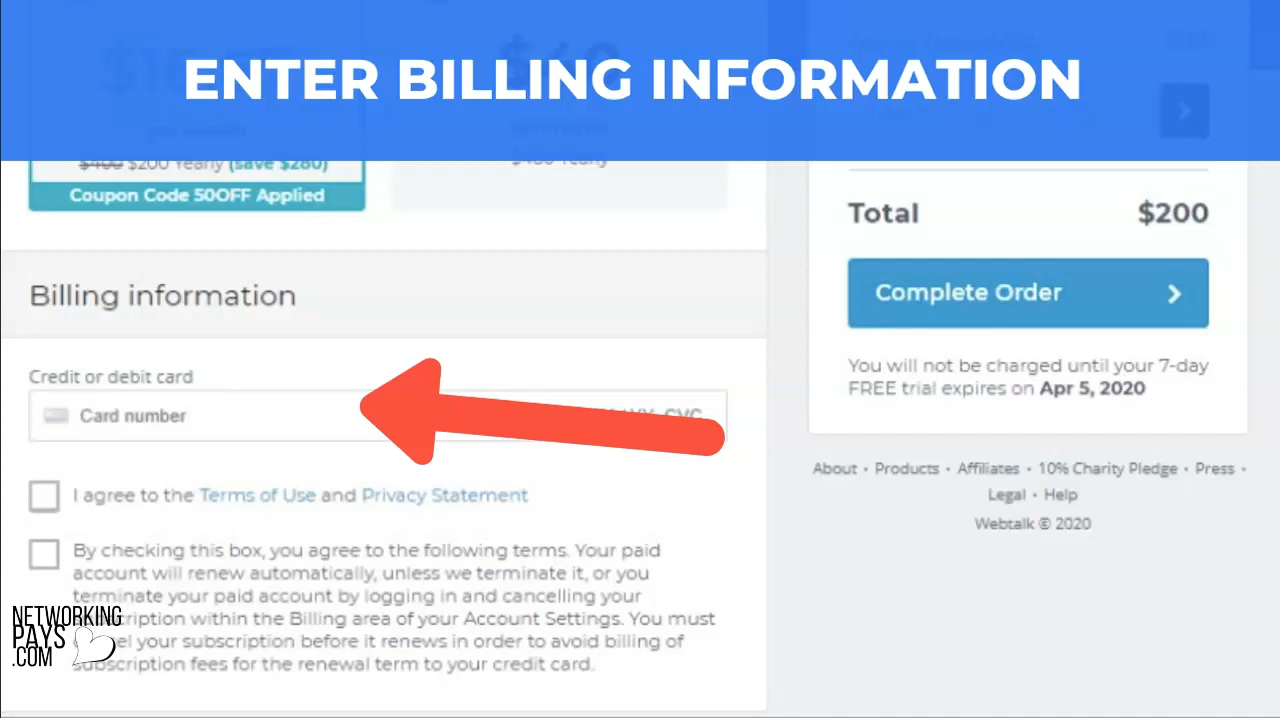 ENTER BILLING INFORMATION
$400 $200 Yearly (save $280)
Coupon Code 50OFF Applied
Total $200
Complete Order
You will not be charged until your 7-day
FREE trial expires on Apr 5, 2020
Billing information
Credit or debit card
Card number CVC
I agree to the Terms of Use and Privacy Statement
By checking this box, you agree to the following terms. Your paid
account will renew automatically, unless we terminate it, or you
terminate your paid account by logging in and cancelling your
scription within the Billing area of your Account Settings. You must
el your subscription before it renews in order to avoid billing of
subscription fees for the renewal term to your credit card.
About · Products · Affiliates · 10% Charity Pledge · Press ·
Legal · Help
Webtalk © 2020
NETWORKING
PAYS
.COM